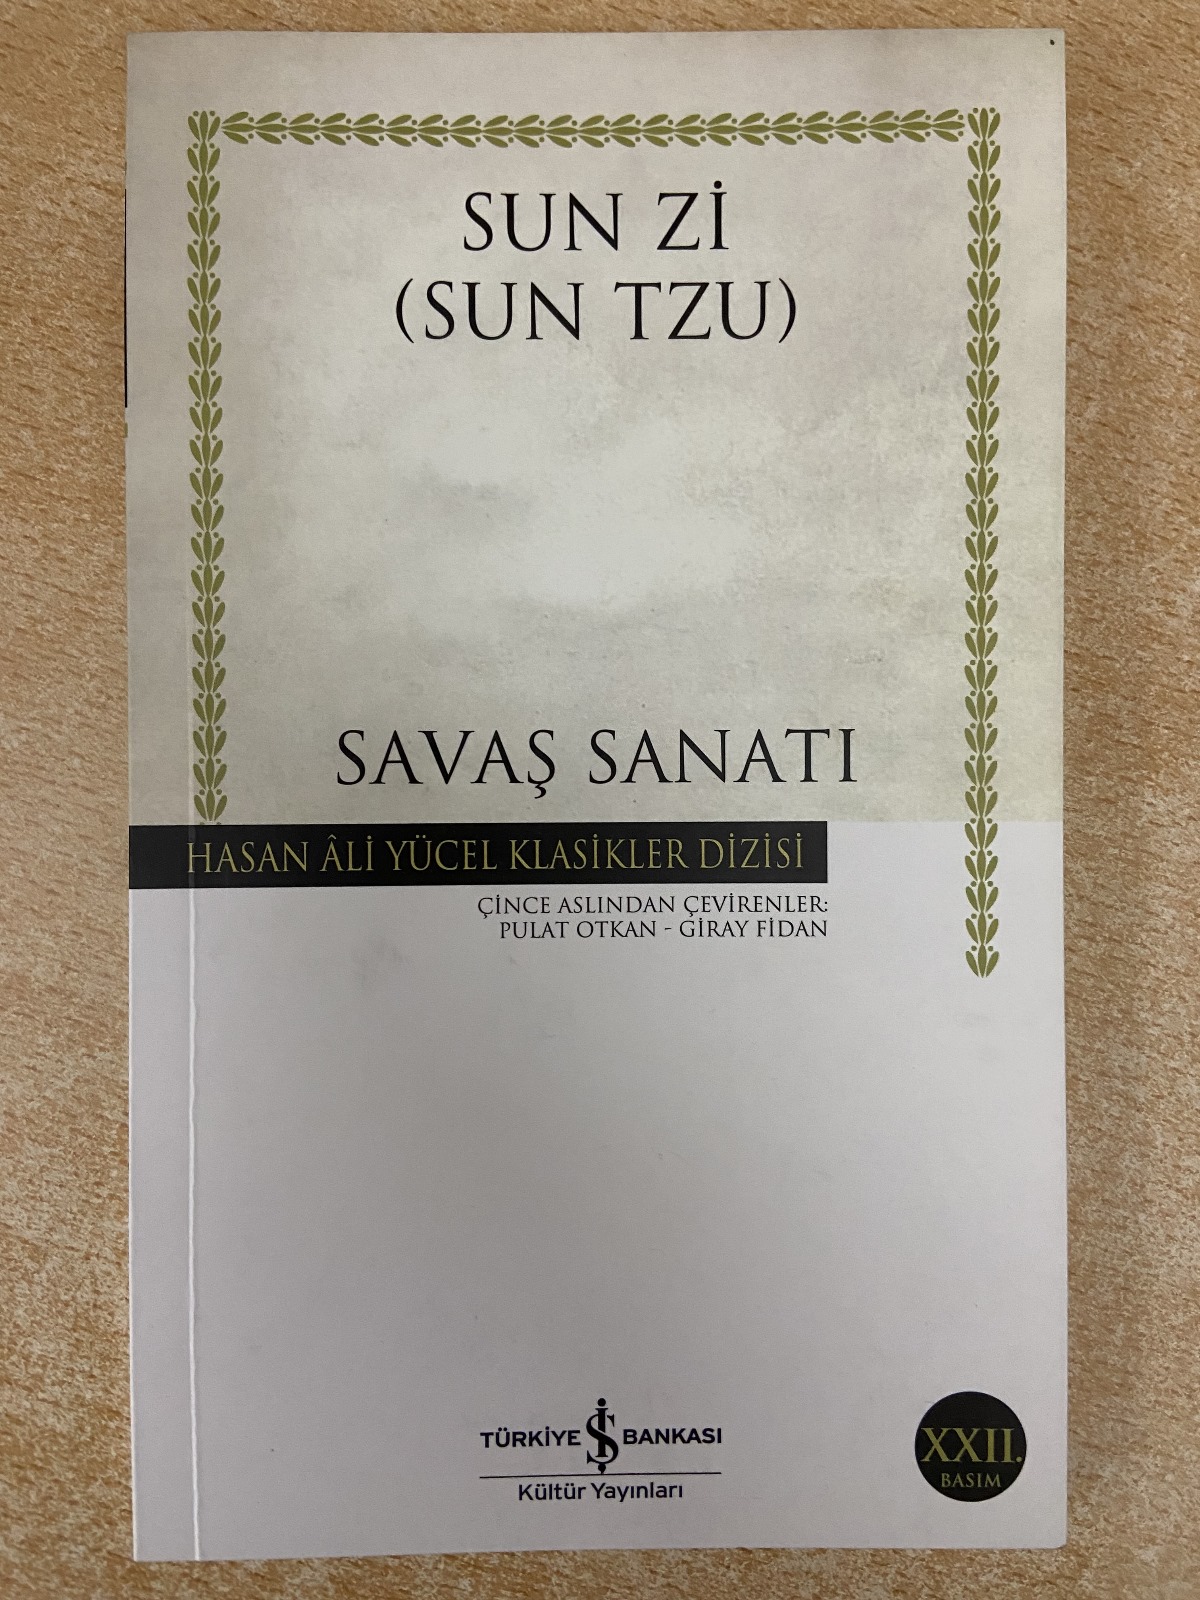 SUN Zİ
(SUN TZU)
SAVAŞ SANATI
HASAN ÂLİ YÜCEL KLASİKLER DİZİSİ
ÇİNCE ASLINDAN ÇEVİRENLER:
PULAT OTKAN - GİRAY FİDAN
TÜRKİYE İŞ BANKASI
Kültür Yayınları
XXII.
BASIM